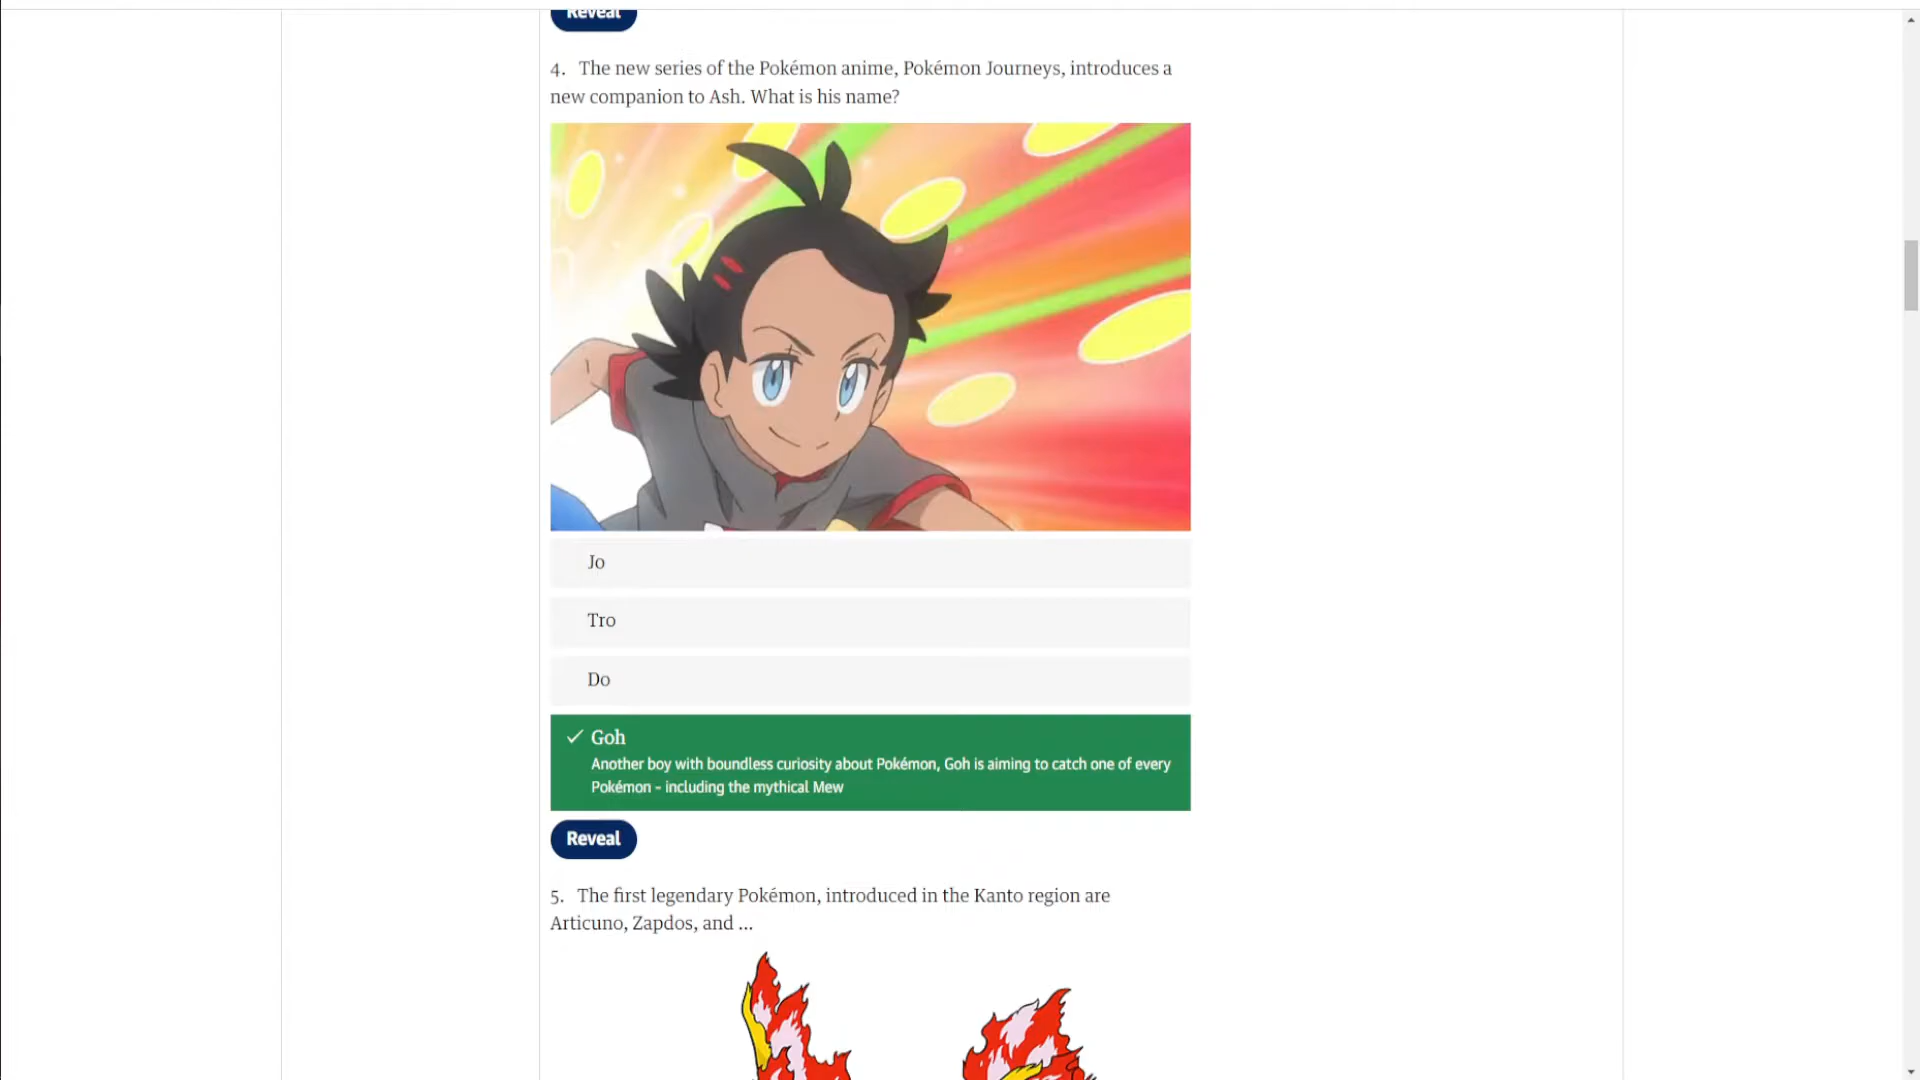 Reveal
4. The new series of the Pokémon anime, Pokémon Journeys, introduces a
new companion to Ash. What is his name?
Jo
Tro
Do
Goh
Another boy with boundless curiosity about Pokémon, Goh is aiming to catch one of every
Pokémon - including the mythical Mew
Reveal
5. The first legendary Pokémon, introduced in the Kanto region are
Articuno, Zapdos, and ...